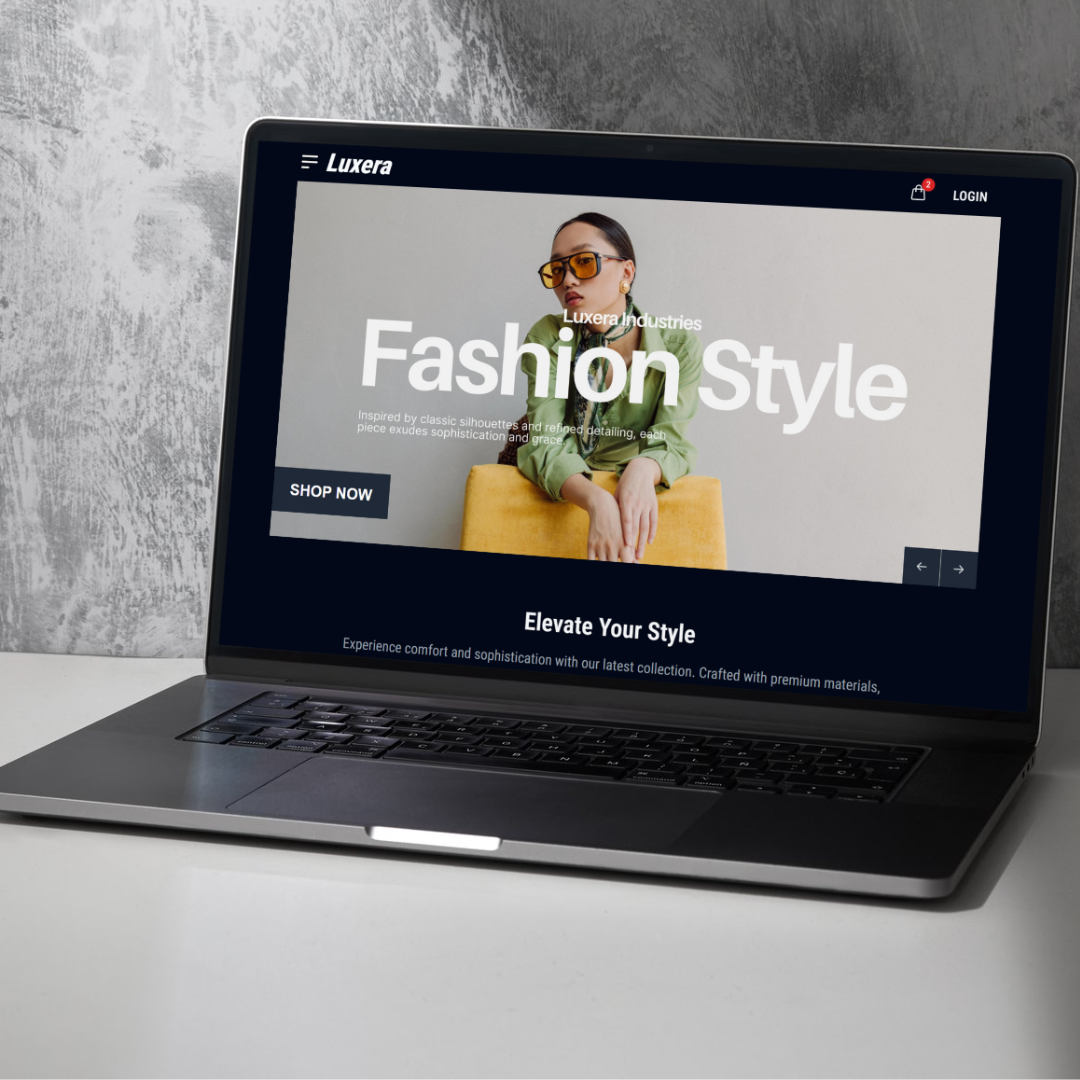 Luxera
2
LOGIN
Luxera Industries
Fashion Style
Inspired by classic silhouettes and refined detailing, each
piece exudes sophistication and grace.
SHOP NOW
Elevate Your Style
Experience comfort and sophistication with our latest collection. Crafted with premium materials,